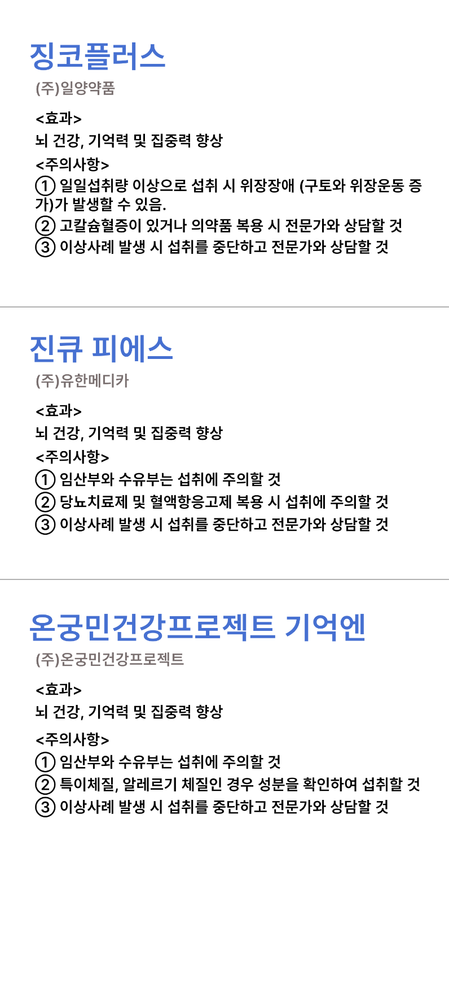 징코플러스
(주)일양약품
<효과>
뇌 건강, 기억력 및 집중력 향상
<주의사항>
① 일일섭취량 이상으로 섭취 시 위장장애 (구토와 위장운동 증
가)가 발생할 수 있음.
② 고칼슘혈증이 있거나 의약품 복용 시 전문가와 상담할 것
③ 이상사례 발생 시 섭취를 중단하고 전문가와 상담할 것
진큐 피에스
(주)유한메디카
<효과>
뇌 건강, 기억력 및 집중력 향상
<주의사항>
① 임산부와 수유부는 섭취에 주의할 것
② 당뇨치료제 및 혈액항응고제 복용 시 섭취에 주의할 것
③ 이상사례 발생 시 섭취를 중단하고 전문가와 상담할 것
온궁민건강프로젝트 기억엔
(주)온궁민건강프로젝트
<효과>
뇌 건강, 기억력 및 집중력 향상
<주의사항>
① 임산부와 수유부는 섭취에 주의할 것
② 특이체질, 알레르기 체질인 경우 성분을 확인하여 섭취할 것
③ 이상사례 발생 시 섭취를 중단하고 전문가와 상담할 것